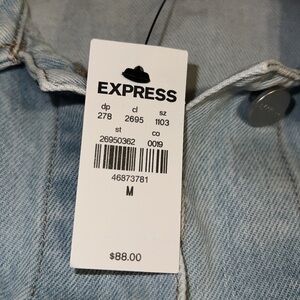 EXPRESS
dp cl sz
278 2695 1103
st co
26950362 0019
46873781
M
$88.00